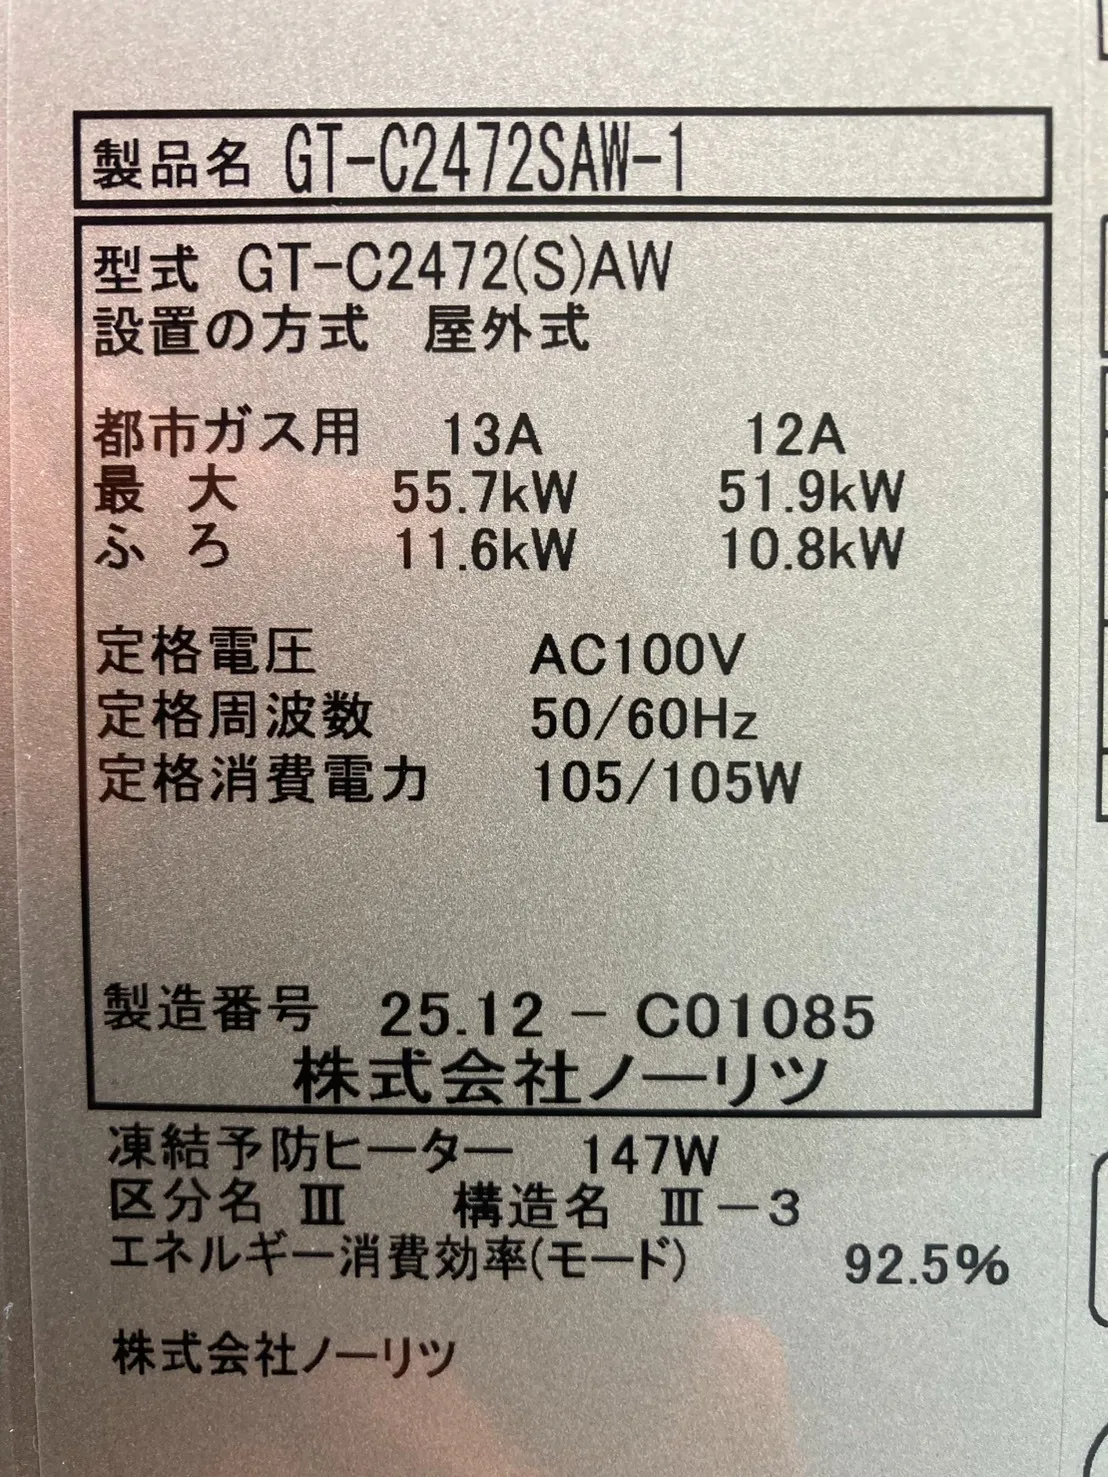 製品名 GT-C2472SAW-1
型式 GT-C2472(S)AW
設置の方式 屋外式
都市ガス用 13A 12A
最 大 55.7kW 51.9kW
ふ ろ 11.6kW 10.8kW
定格電圧 AC100V
定格周波数 50/60Hz
定格消費電力 105/105W
製造番号 25.12 - C01085
株式会社ノーリツ
凍結予防ヒーター 147W
区分名 Ⅲ 構造名 Ⅲ-3
エネルギー消費効率(モード) 92.5%
株式会社ノーリツ